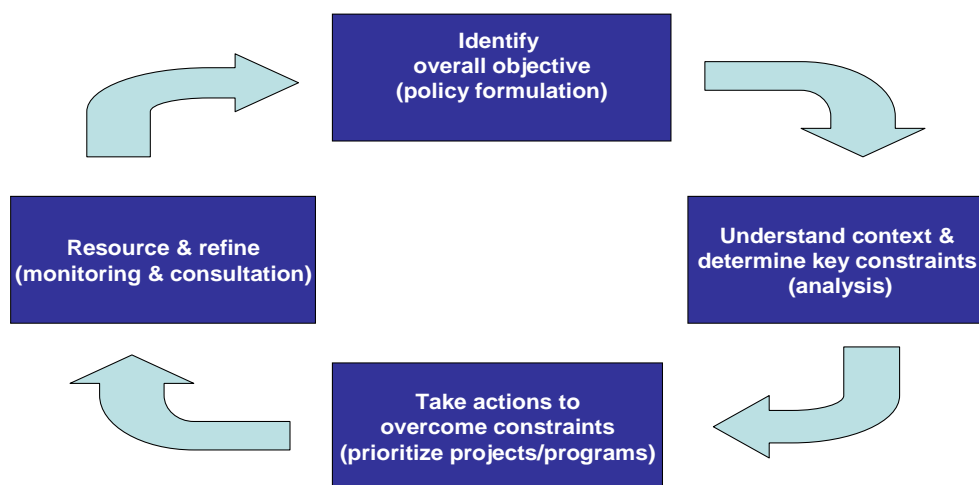 Identify
overall objective
(policy formulation)
Understand context &
determine key constraints
(analysis)
Take actions to
overcome constraints
(prioritize projects/programs)
Resource & refine
(monitoring & consultation)